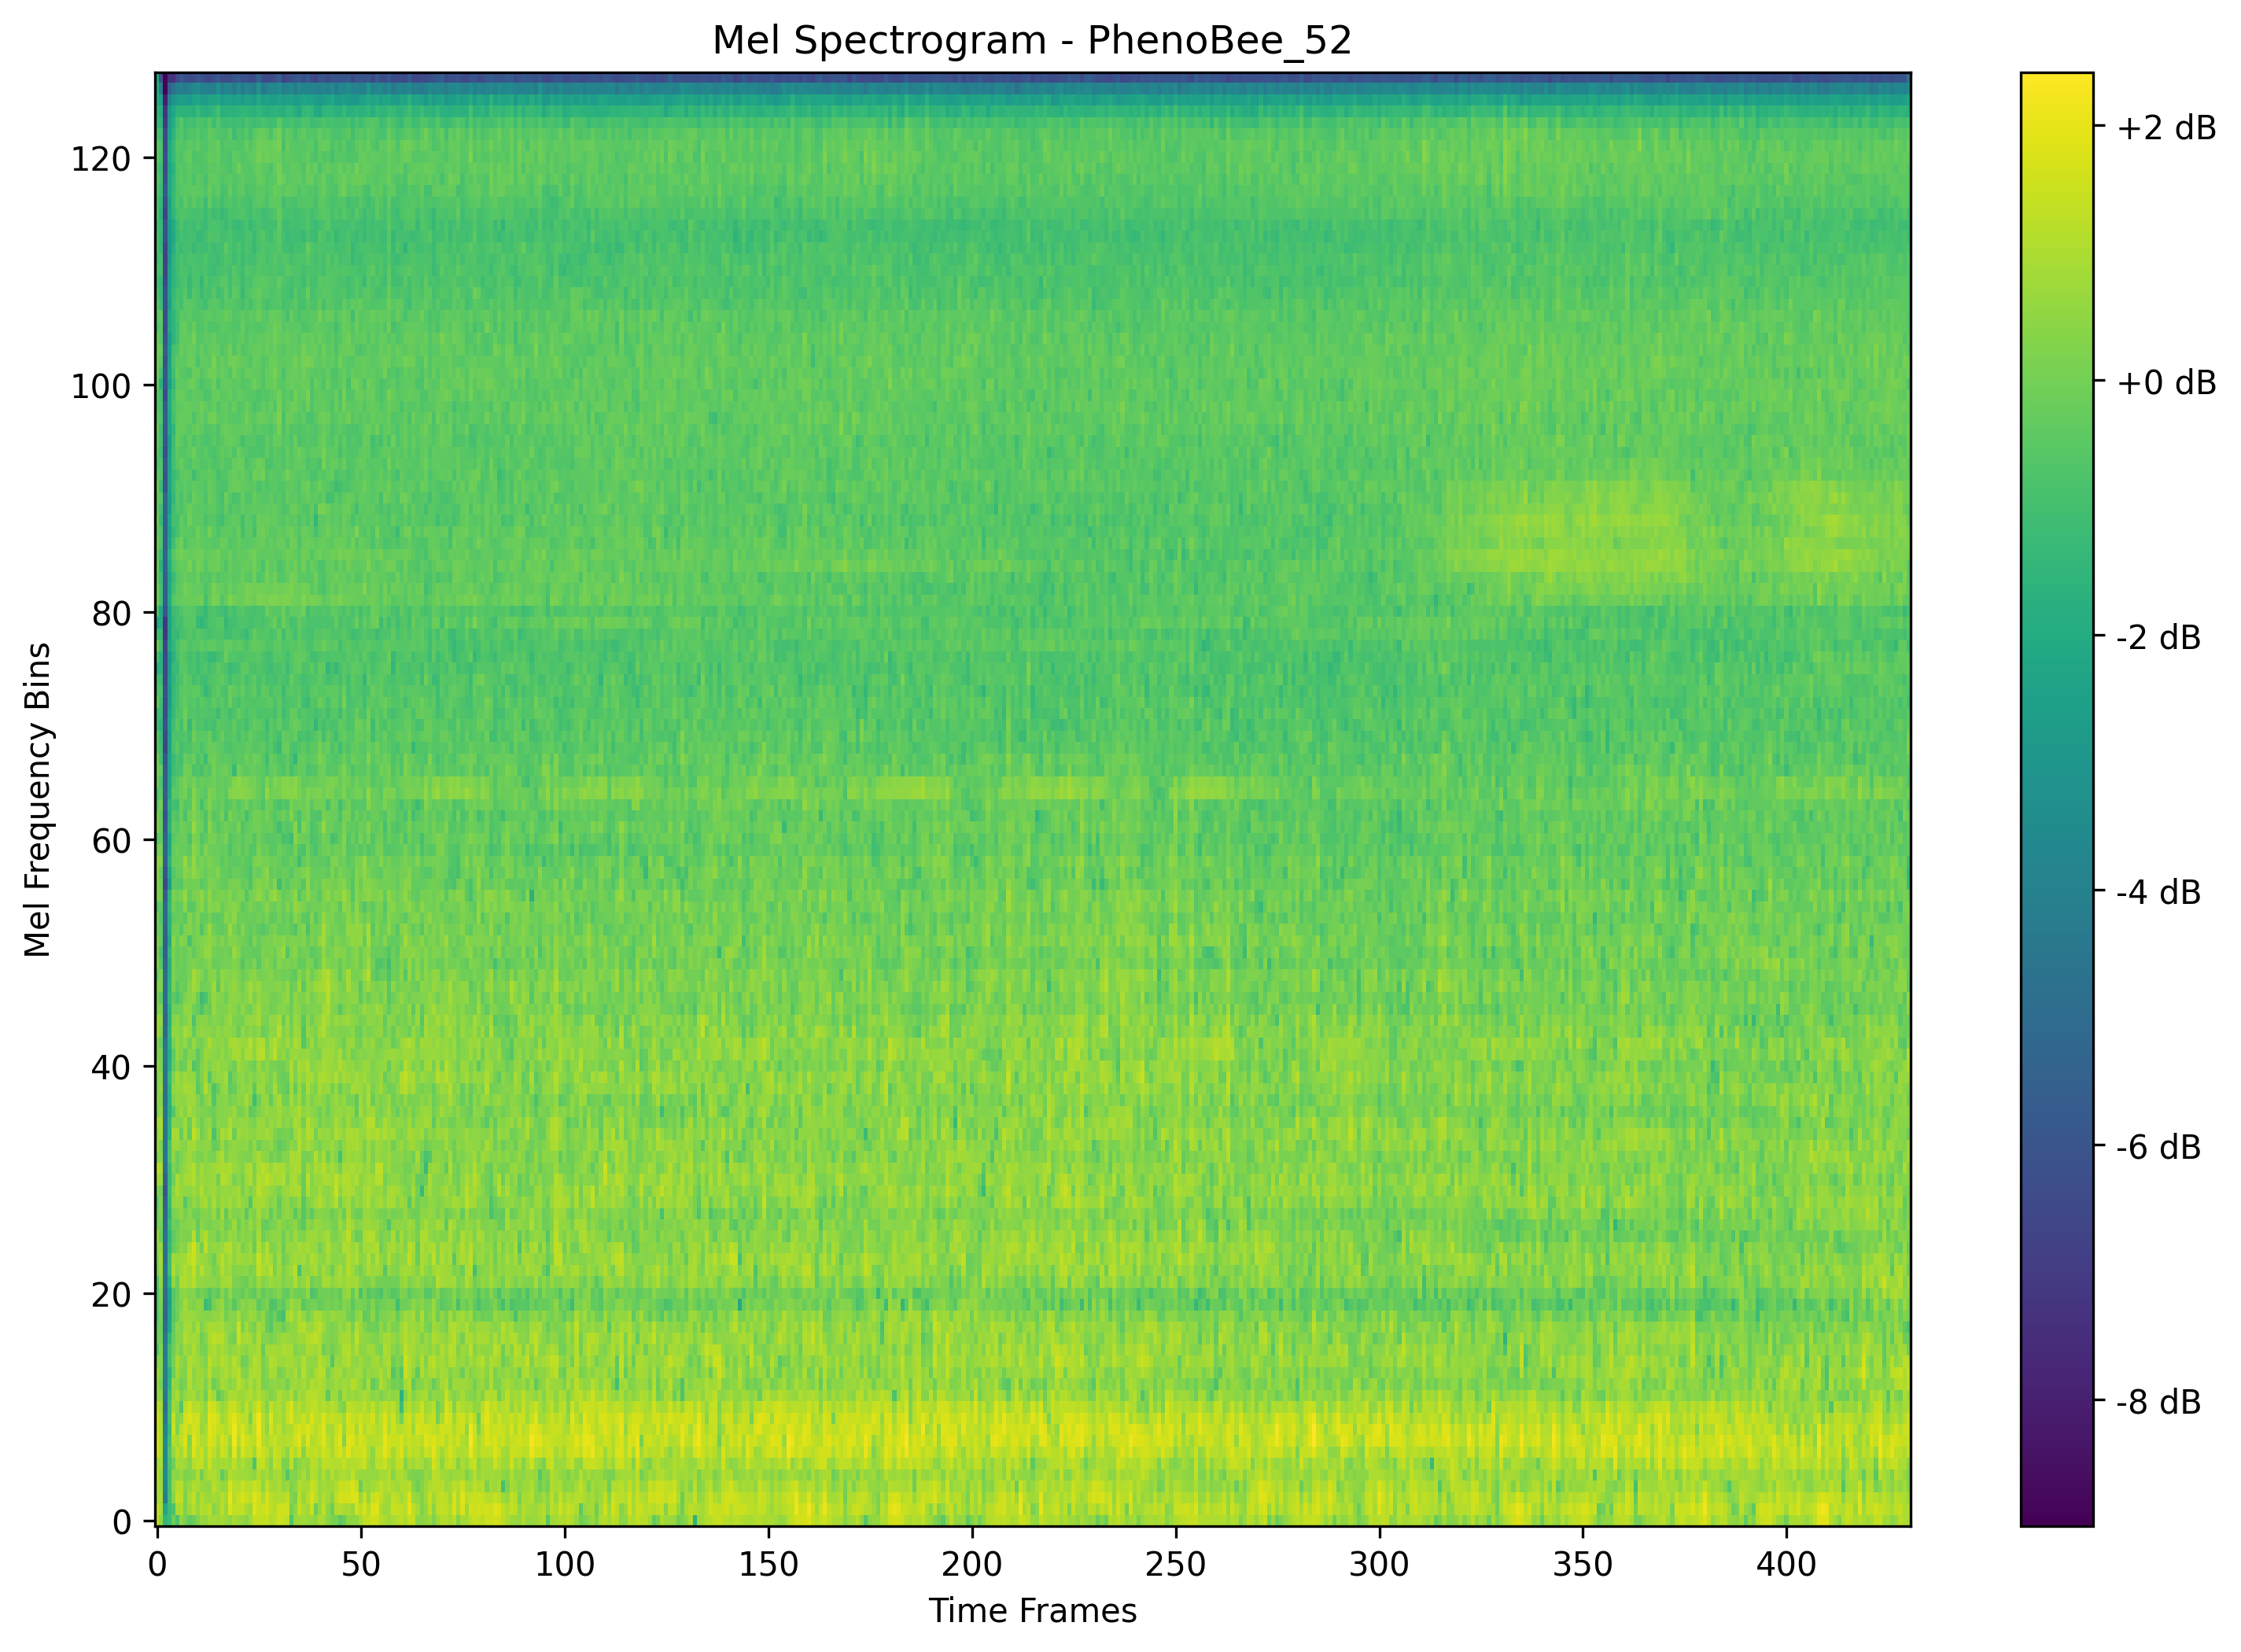 Mel Spectrogram - PhenoBee_52
Mel Frequency Bins
120
100
80
60
40
20
0
0 50 100 150 200 250 300 350 400
Time Frames
+2 dB
+0 dB
-2 dB
-4 dB
-6 dB
-8 dB